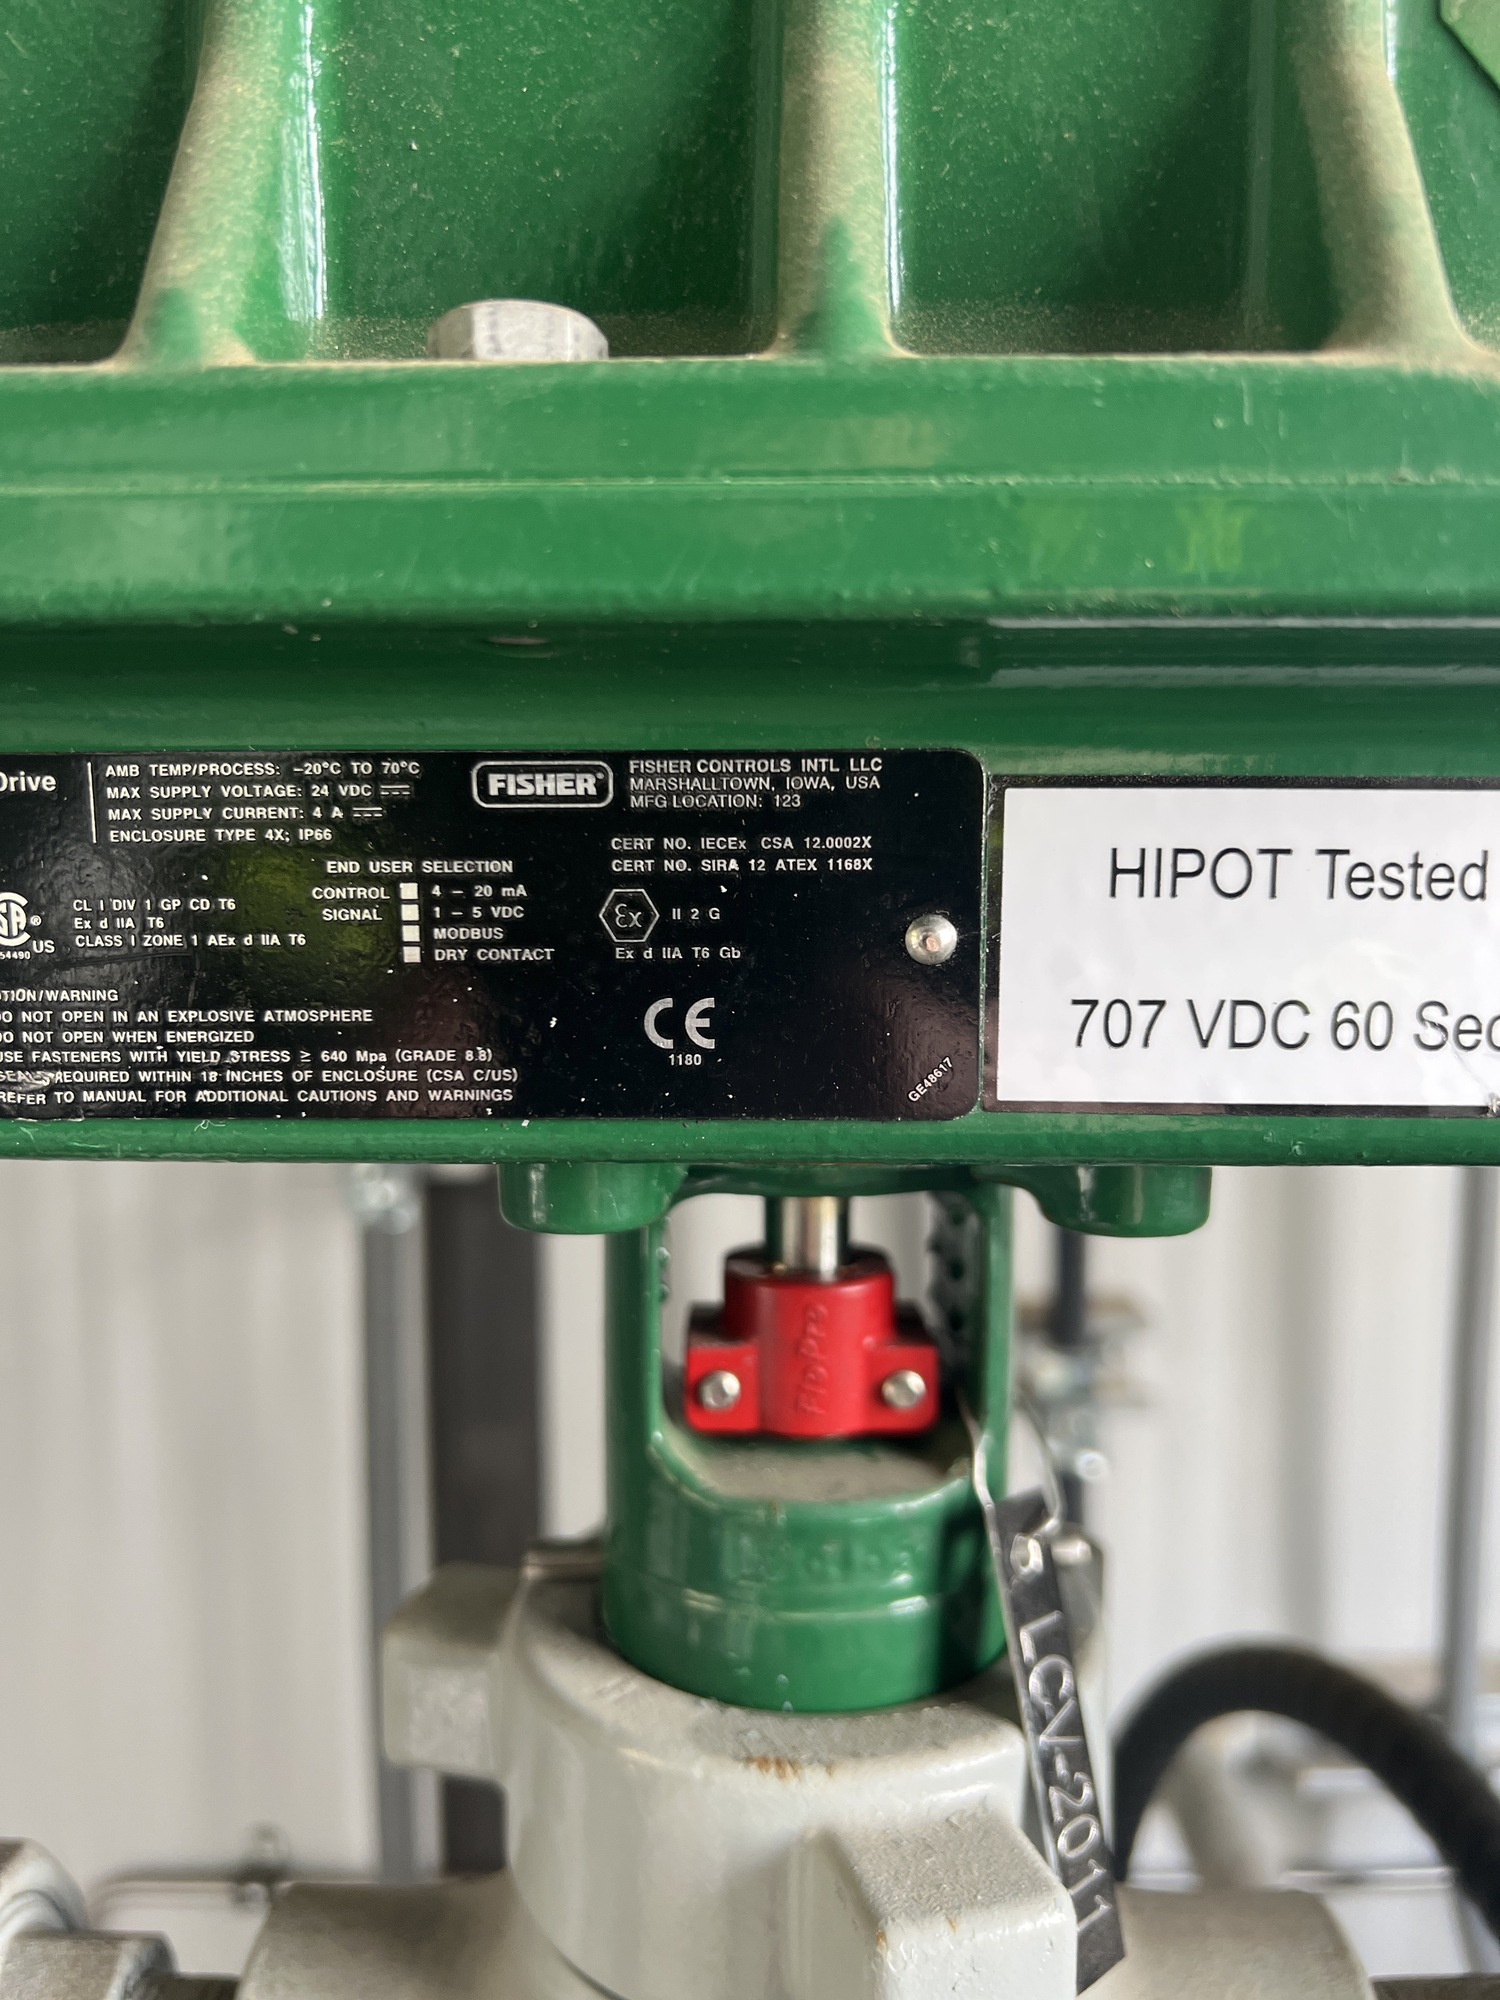 Drive
AMB TEMP/PROCESS: -20°C TO 70°C
MAX SUPPLY VOLTAGE: 24 VDC
MAX SUPPLY CURRENT: 4 A
ENCLOSURE TYPE 4X; IP66
FISHER®
FISHER CONTROLS INTL LLC
MARSHALLTOWN, IOWA, USA
MFG LOCATION: 123
CERT NO. IECEx CSA 12.0002X
CERT NO. SIRA 12 ATEX 1168X
END USER SELECTION
CONTROL
SIGNAL
4 - 20 mA
1 - 5 VDC
MODBUS
DRY CONTACT
SA ®
US
54490
CL I DIV 1 GP CD T6
Ex d IIA T6
CLASS I ZONE 1 AEx d IIA T6
Ex II 2 G
Ex d IIA T6 Gb
CE
1180
GE48617
TION/WARNING
DO NOT OPEN IN AN EXPLOSIVE ATMOSPHERE
DO NOT OPEN WHEN ENERGIZED
USE FASTENERS WITH YIELD STRESS ≥ 640 Mpa (GRADE 8.8)
SEAL REQUIRED WITHIN 18 INCHES OF ENCLOSURE (CSA C/US)
REFER TO MANUAL FOR ADDITIONAL CAUTIONS AND WARNINGS
HIPOT Tested
707 VDC 60 Sec
FloPro
LCV-2011